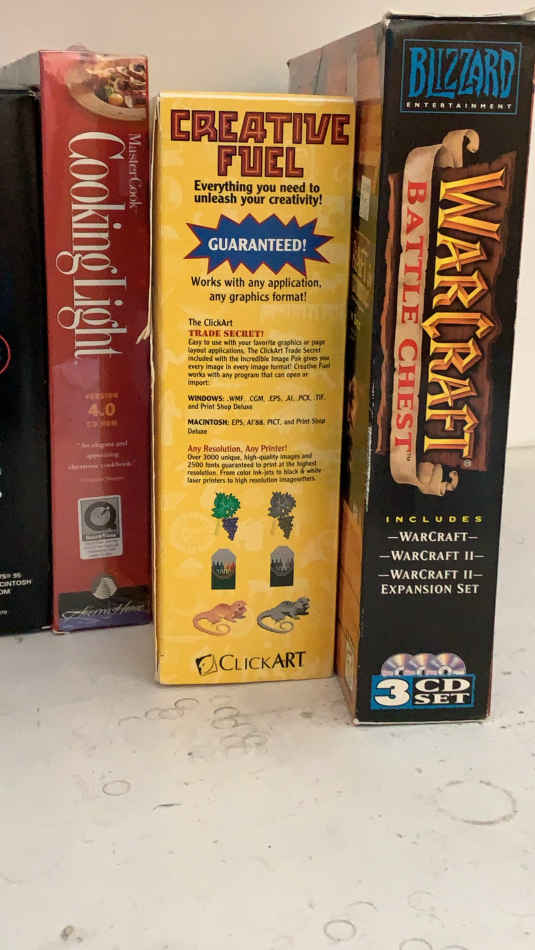 MasterCook™
Cooking Light®
VERSION
4.0
CD ROM
"An elegant and
appetizing
electronic cookbook"
QuickTime
Sierra Home
CREATIVE
FUEL
Everything you need to
unleash your creativity!
GUARANTEED!
Works with any application,
any graphics format!
The ClickArt
TRADE SECRET!
Easy to use with your favorite graphics or page
layout applications. The ClickArt Trade Secret
included with the Incredible Image Pak gives you
every image in every image format! Creative Fuel
works with any program that can open or
import:
WINDOWS: .WMF, .CGM, .EPS, .AI, .PCX, .TIF,
and Print Shop Deluxe
MACINTOSH: EPS, AI'88, PICT, and Print Shop
Deluxe
Any Resolution, Any Printer!
Over 3000 unique, high-quality images and
2500 fonts guaranteed to print at the highest
resolution. From color ink-jets to black & white
laser printers to high resolution imagesetters.
CLICKART
BLIZZARD
ENTERTAINMENT
WARCRAFT®
BATTLE CHEST™
INCLUDES
–WARCRAFT–
–WARCRAFT II–
–WARCRAFT II–
EXPANSION SET
3 CD
SET